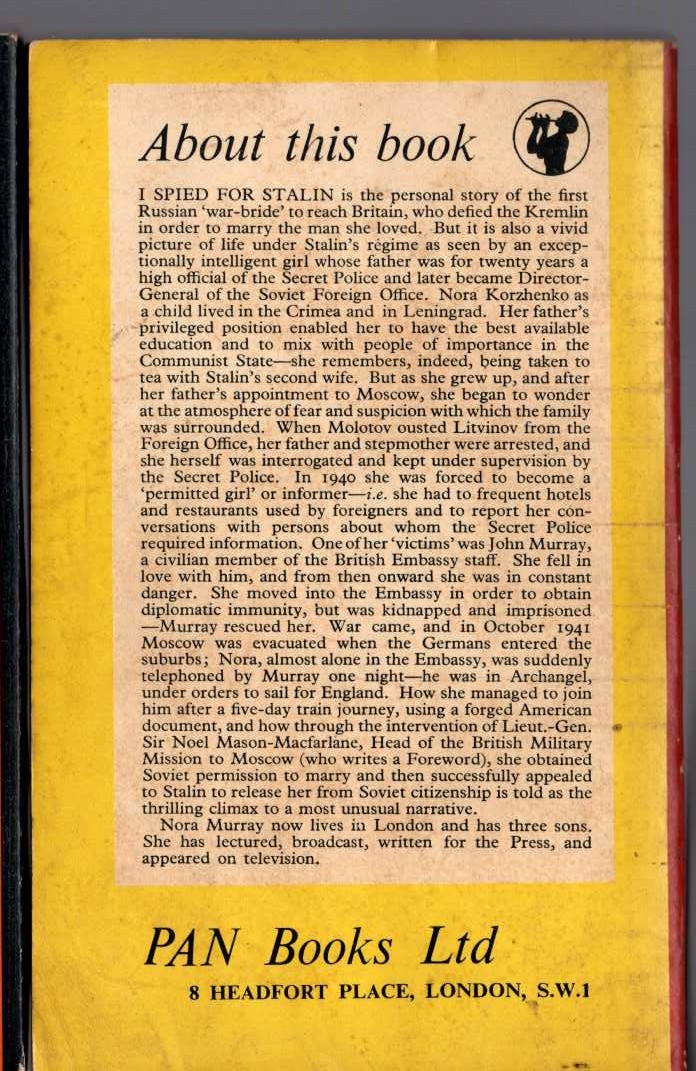 About this book
I SPIED FOR STALIN is the personal story of the first
Russian ‘war-bride’ to reach Britain, who defied the Kremlin
in order to marry the man she loved. But it is also a vivid
picture of life under Stalin’s régime as seen by an excep-
tionally intelligent girl whose father was for twenty years a
high official of the Secret Police and later became Director-
General of the Soviet Foreign Office. Nora Korzhenko as
a child lived in the Crimea and in Leningrad. Her father’s
privileged position enabled her to have the best available
education and to mix with people of importance in the
Communist State—she remembers, indeed, being taken to
tea with Stalin’s second wife. But as she grew up, and after
her father’s appointment to Moscow, she began to wonder
at the atmosphere of fear and suspicion with which the family
was surrounded. When Molotov ousted Litvinov from the
Foreign Office, her father and stepmother were arrested, and
she herself was interrogated and kept under supervision by
the Secret Police. In 1940 she was forced to become a
‘permitted girl’ or informer—i.e. she had to frequent hotels
and restaurants used by foreigners and to report her con-
versations with persons about whom the Secret Police
required information. One of her ‘victims’ was John Murray,
a civilian member of the British Embassy staff. She fell in
love with him, and from then onward she was in constant
danger. She moved into the Embassy in order to obtain
diplomatic immunity, but was kidnapped and imprisoned
—Murray rescued her. War came, and in October 1941
Moscow was evacuated when the Germans entered the
suburbs; Nora, almost alone in the Embassy, was suddenly
telephoned by Murray one night—he was in Archangel,
under orders to sail for England. How she managed to join
him after a five-day train journey, using a forged American
document, and how through the intervention of Lieut.-Gen.
Sir Noel Mason-Macfarlane, Head of the British Military
Mission to Moscow (who writes a Foreword), she obtained
Soviet permission to marry and then successfully appealed
to Stalin to release her from Soviet citizenship is told as the
thrilling climax to a most unusual narrative.
Nora Murray now lives in London and has three sons.
She has lectured, broadcast, written for the Press, and
appeared on television.
PAN Books Ltd
8 HEADFORT PLACE, LONDON, S.W.1